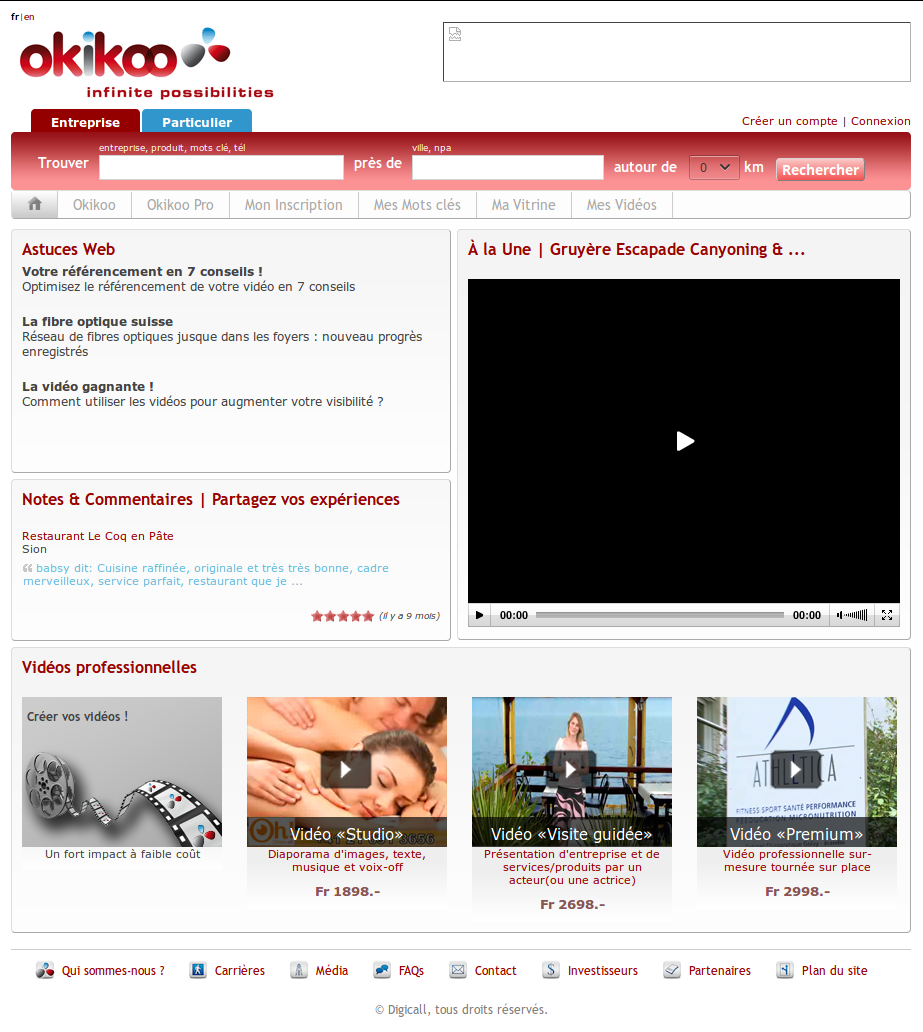 fr|en
okikoo
infinite possibilities
Entreprise
Particulier
Créer un compte | Connexion
entreprise, produit, mots clé, tél
ville, npa
Trouver
près de
autour de
0
km
Rechercher
Okikoo
Okikoo Pro
Mon Inscription
Mes Mots clés
Ma Vitrine
Mes Vidéos
Astuces Web
Votre référencement en 7 conseils !
Optimisez le référencement de votre vidéo en 7 conseils
La fibre optique suisse
Réseau de fibres optiques jusque dans les foyers : nouveau progrès
enregistrés
La vidéo gagnante !
Comment utiliser les vidéos pour augmenter votre visibilité ?
À la Une | Gruyère Escapade Canyoning & ...
00:00
00:00
Notes & Commentaires | Partagez vos expériences
Restaurant Le Coq en Pâte
Sion
babsy dit: Cuisine raffinée, originale et très très bonne, cadre
merveilleux, service parfait, restaurant que je ...
(il y a 9 mois)
Vidéos professionnelles
Créer vos vidéos !
Un fort impact à faible coût
Vidéo «Studio»
Diaporama d'images, texte,
musique et voix-off
Fr 1898.-
Vidéo «Visite guidée»
Présentation d'entreprise et de
services/produits par un
acteur(ou une actrice)
Fr 2698.-
ATHLETICA
FITNESS SPORT SANTÉ PERFORMANCE
Vidéo «Premium»
Vidéo professionnelle sur-
mesure tournée sur place
Fr 2998.-
Qui sommes-nous ?
Carrières
Média
FAQs
Contact
Investisseurs
Partenaires
Plan du site
© Digicall, tous droits réservés.